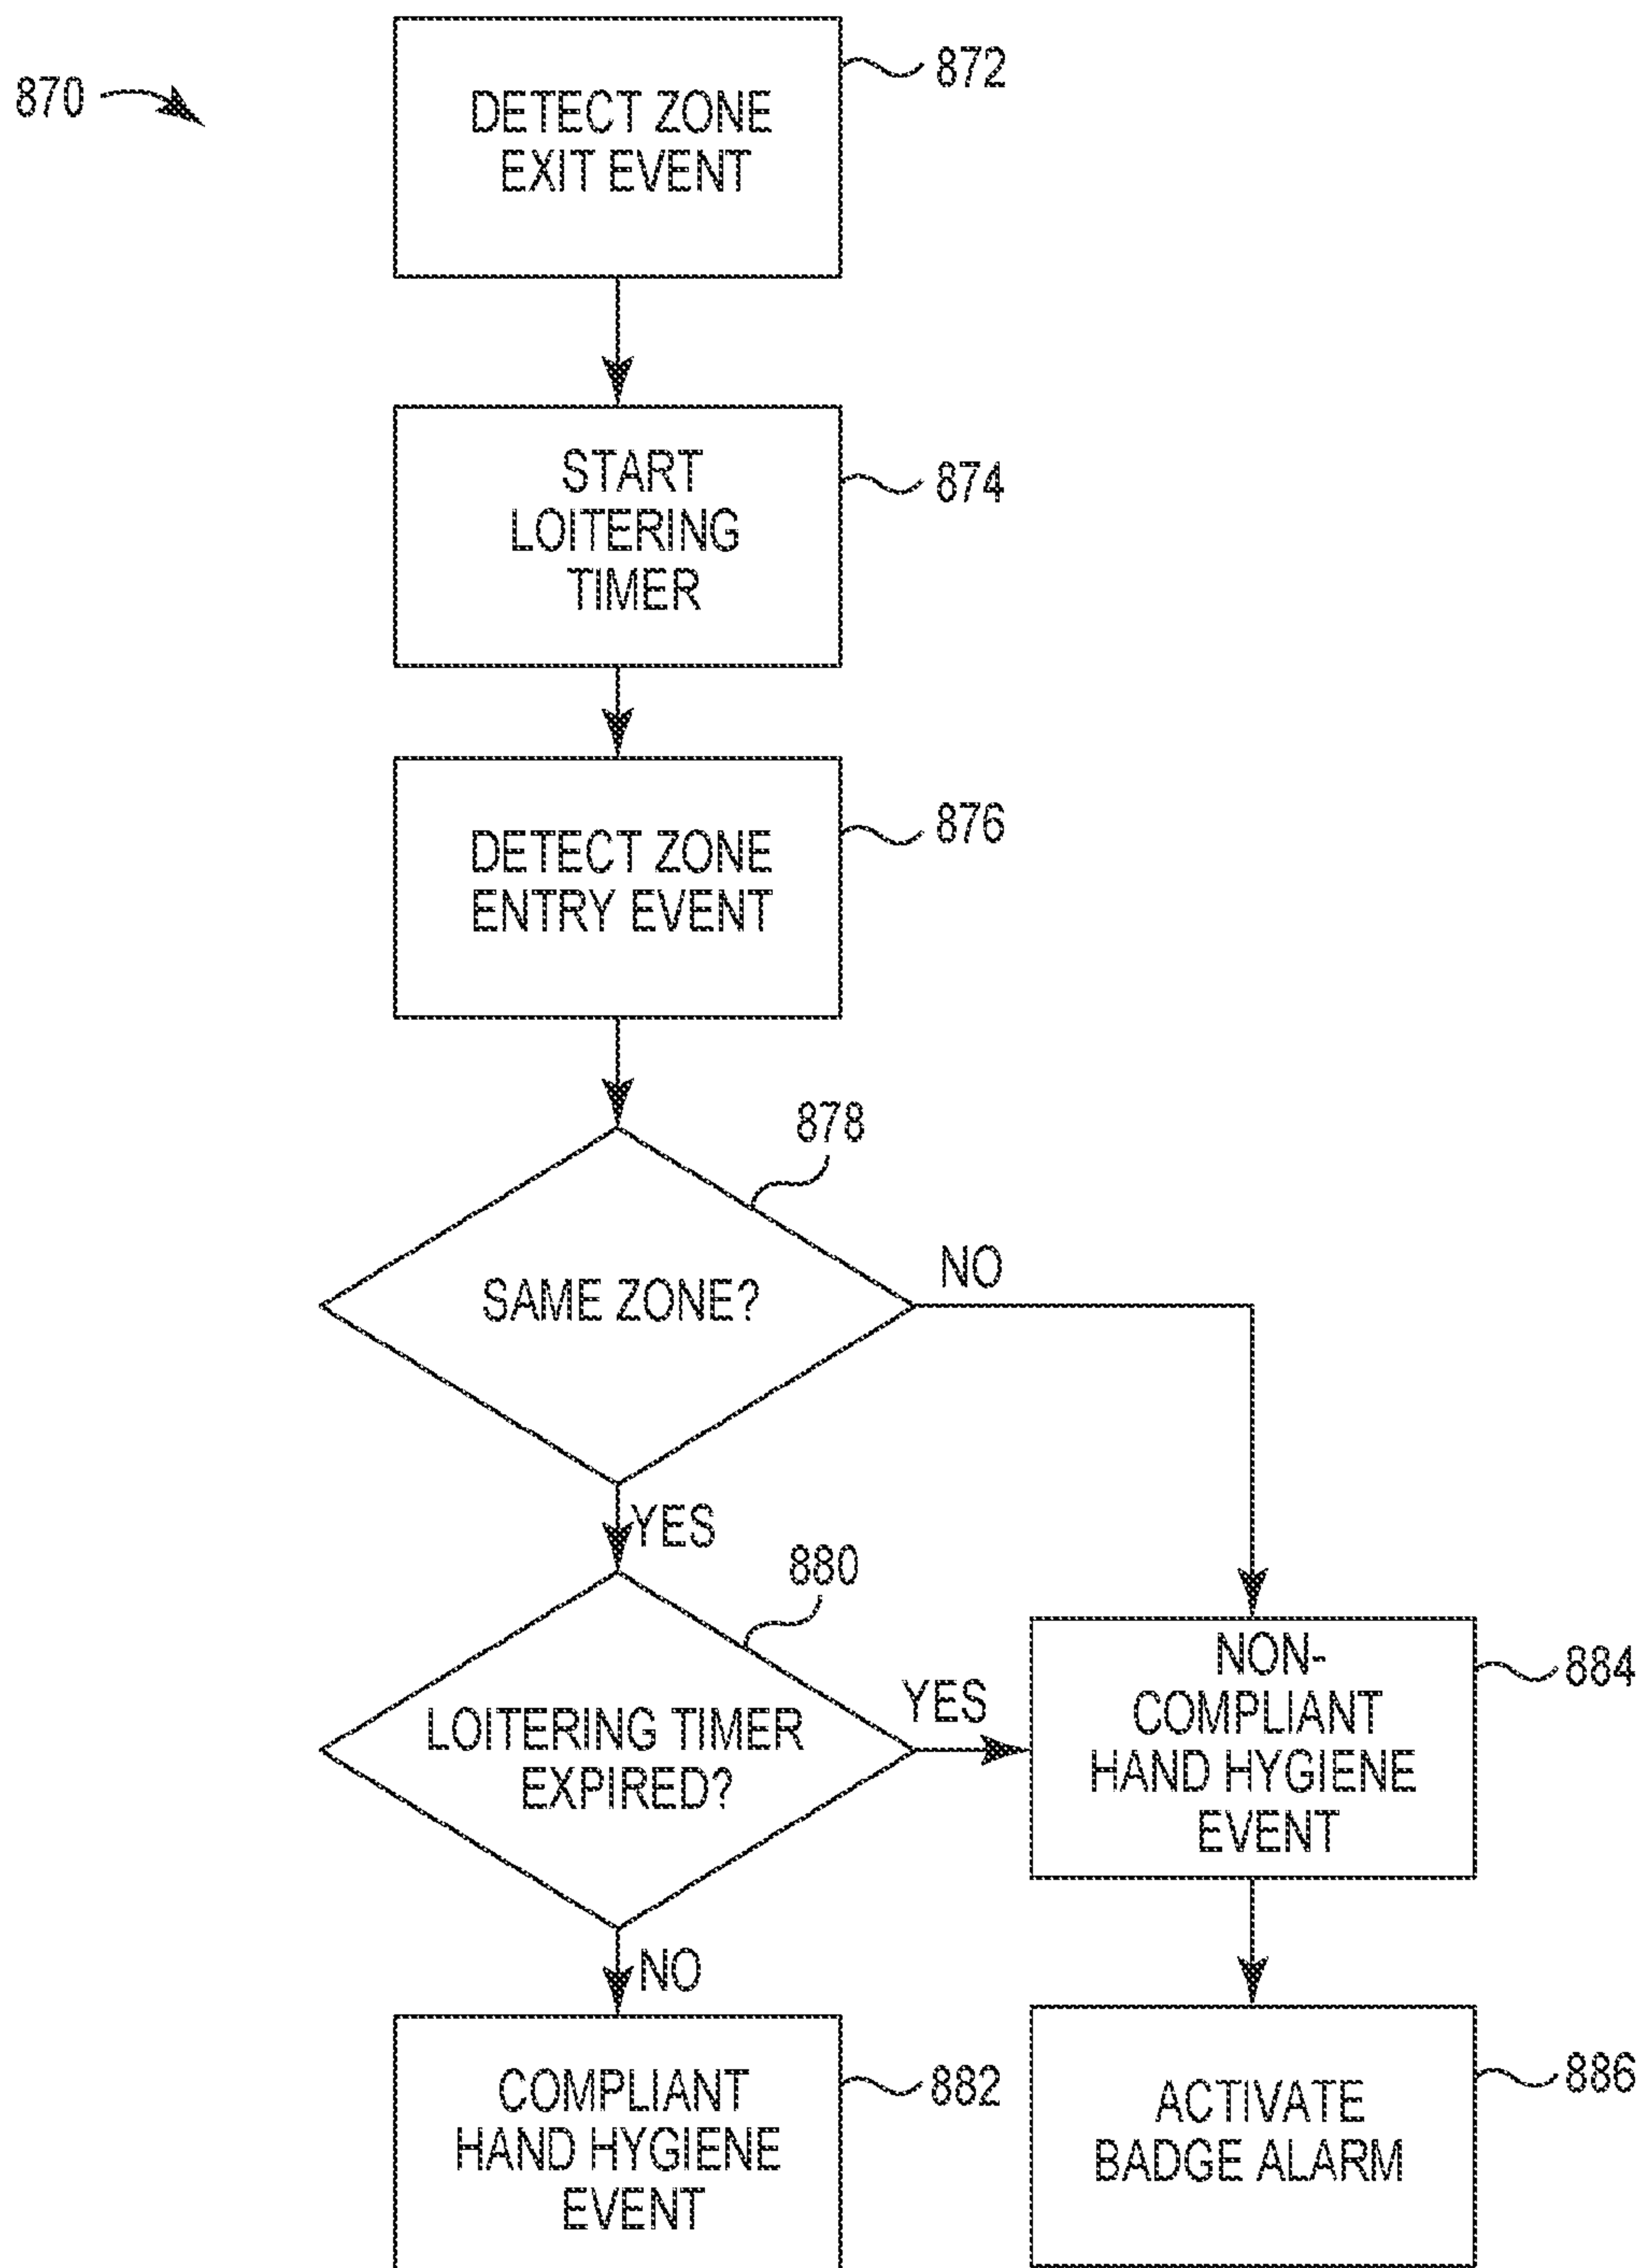 870
872
DETECT ZONE
EXIT EVENT
874
START
LOITERING
TIMER
876
DETECT ZONE
ENTRY EVENT
878
SAME ZONE?
NO
YES
880
LOITERING TIMER
EXPIRED?
YES
NON-
COMPLIANT
HAND HYGIENE
EVENT
884
NO
COMPLIANT
HAND HYGIENE
EVENT
882
ACTIVATE
BADGE ALARM
886